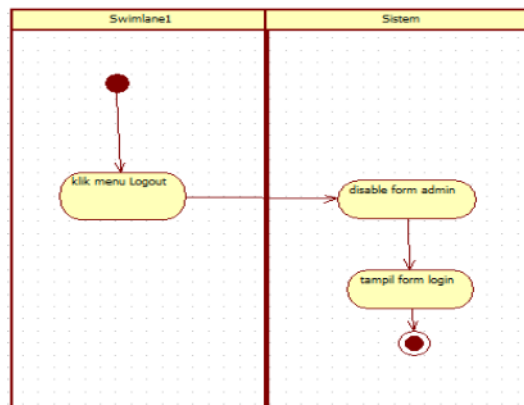 Swimlane1
Sistem
klik menu Logout
disable form admin
tampil form login